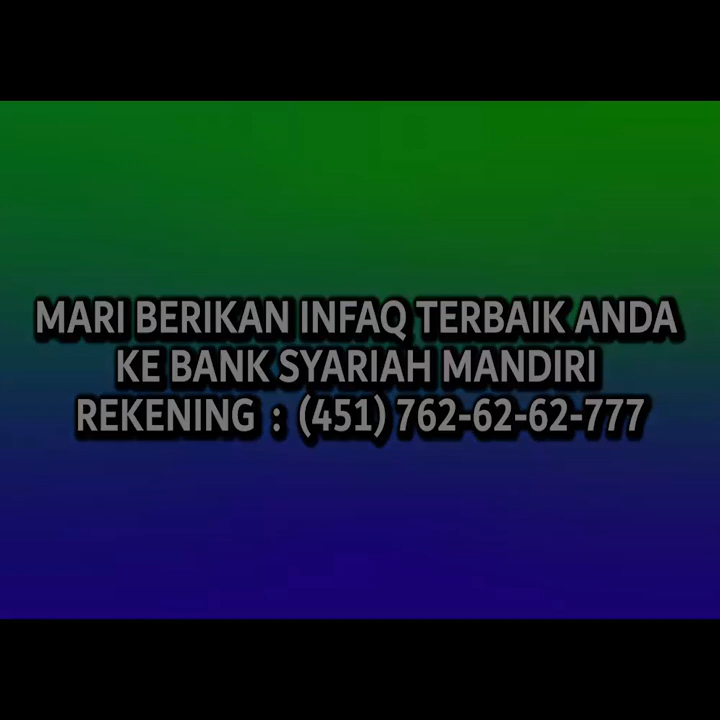 MARI BERIKAN INFAQ TERBAIK ANDA
KE BANK SYARIAH MANDIRI
REKENING : (451) 762-62-62-777